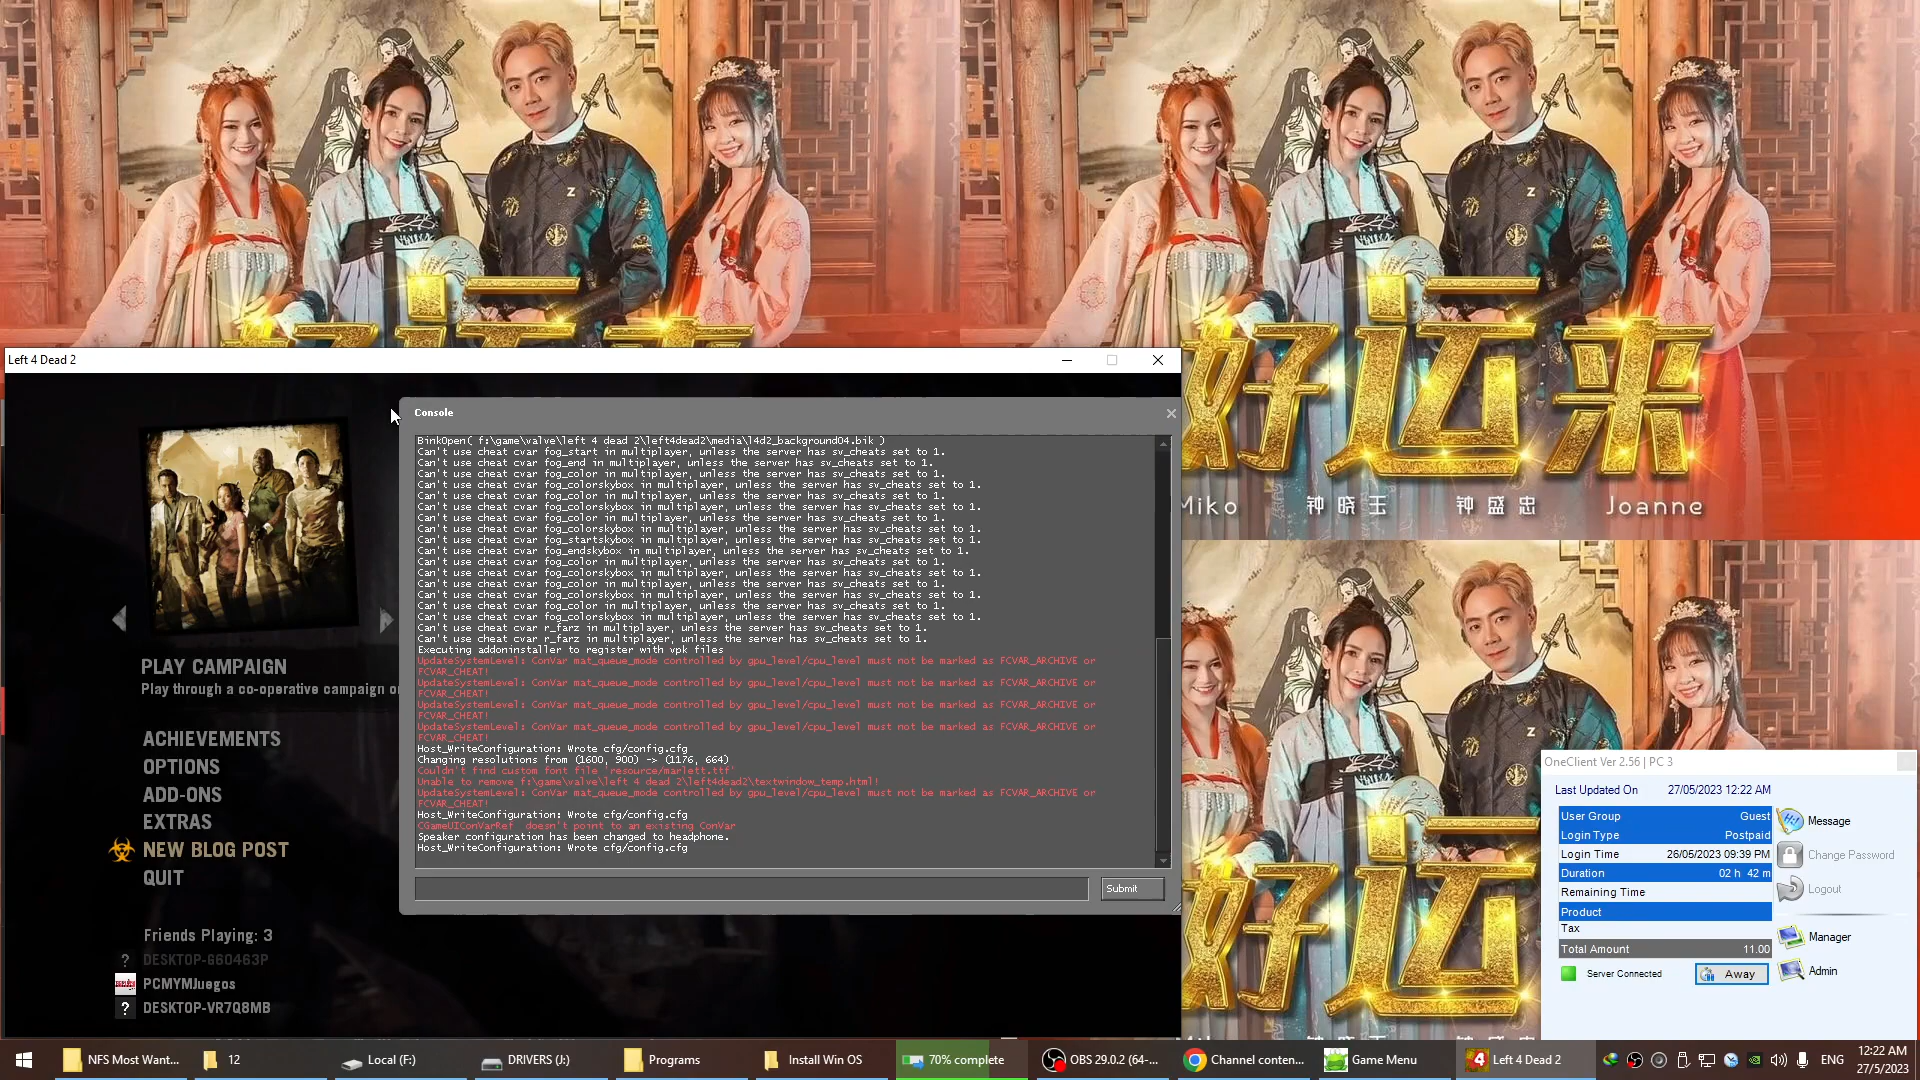 好运来
好运来
Miko
钟晓玉
钟盛忠
Joanne
Left 4 Dead 2
Console
BinkOpen( f:\game\valve\left 4 dead 2\left4dead2\media\l4d2_background04.bik )
Can't use cheat cvar fog_start in multiplayer, unless the server has sv_cheats set to 1.
Can't use cheat cvar fog_end in multiplayer, unless the server has sv_cheats set to 1.
Can't use cheat cvar fog_color in multiplayer, unless the server has sv_cheats set to 1.
Can't use cheat cvar fog_colorskybox in multiplayer, unless the server has sv_cheats set to 1.
Can't use cheat cvar fog_color in multiplayer, unless the server has sv_cheats set to 1.
Can't use cheat cvar fog_colorskybox in multiplayer, unless the server has sv_cheats set to 1.
Can't use cheat cvar fog_color in multiplayer, unless the server has sv_cheats set to 1.
Can't use cheat cvar fog_colorskybox in multiplayer, unless the server has sv_cheats set to 1.
Can't use cheat cvar fog_startskybox in multiplayer, unless the server has sv_cheats set to 1.
Can't use cheat cvar fog_endskybox in multiplayer, unless the server has sv_cheats set to 1.
Can't use cheat cvar fog_color in multiplayer, unless the server has sv_cheats set to 1.
Can't use cheat cvar fog_colorskybox in multiplayer, unless the server has sv_cheats set to 1.
Can't use cheat cvar fog_color in multiplayer, unless the server has sv_cheats set to 1.
Can't use cheat cvar fog_colorskybox in multiplayer, unless the server has sv_cheats set to 1.
Can't use cheat cvar fog_color in multiplayer, unless the server has sv_cheats set to 1.
Can't use cheat cvar fog_colorskybox in multiplayer, unless the server has sv_cheats set to 1.
Can't use cheat cvar r_farz in multiplayer, unless the server has sv_cheats set to 1.
Can't use cheat cvar r_farz in multiplayer, unless the server has sv_cheats set to 1.
Executing addoninstaller to register with vpk files
UpdateSystemLevel: ConVar mat_queue_mode controlled by gpu_level/cpu_level must not be marked as FCVAR_ARCHIVE or
FCVAR_CHEAT!
UpdateSystemLevel: ConVar mat_queue_mode controlled by gpu_level/cpu_level must not be marked as FCVAR_ARCHIVE or
FCVAR_CHEAT!
UpdateSystemLevel: ConVar mat_queue_mode controlled by gpu_level/cpu_level must not be marked as FCVAR_ARCHIVE or
FCVAR_CHEAT!
UpdateSystemLevel: ConVar mat_queue_mode controlled by gpu_level/cpu_level must not be marked as FCVAR_ARCHIVE or
FCVAR_CHEAT!
Host_WriteConfiguration: Wrote cfg/config.cfg
Changing resolutions from (1600, 900) -> (1176, 664)
Couldn't find custom font file 'resource/marlett.ttf'
Unable to remove f:\game\valve\left 4 dead 2\left4dead2\textwindow_temp.html!
UpdateSystemLevel: ConVar mat_queue_mode controlled by gpu_level/cpu_level must not be marked as FCVAR_ARCHIVE or
FCVAR_CHEAT!
Host_WriteConfiguration: Wrote cfg/config.cfg
CGameUIConVarRef doesn't point to an existing ConVar
Speaker configuration has been changed to headphone.
Host_WriteConfiguration: Wrote cfg/config.cfg
Submit
PLAY CAMPAIGN
Play through a co-operative campaign o
ACHIEVEMENTS
OPTIONS
ADD-ONS
EXTRAS
NEW BLOG POST
QUIT
Friends Playing: 3
? DESKTOP-G60463P
PCMYMJuegos
? DESKTOP-VR7Q8MB
好运
OneClient Ver 2.56 | PC 3
Last Updated On 27/05/2023 12:22 AM
User Group Guest
Login Type Postpaid
Login Time 26/05/2023 09:39 PM
Duration 02 h 42 m
Remaining Time
Product
Tax
Total Amount 11.00
Server Connected
Away
Message
Change Password
Logout
Manager
Admin
NFS Most Want...
12
Local (F:)
DRIVERS (J:)
Programs
Install Win OS
70% complete
OBS 29.0.2 (64-...
Channel conten...
Game Menu
Left 4 Dead 2
ENG
12:22 AM
27/5/2023